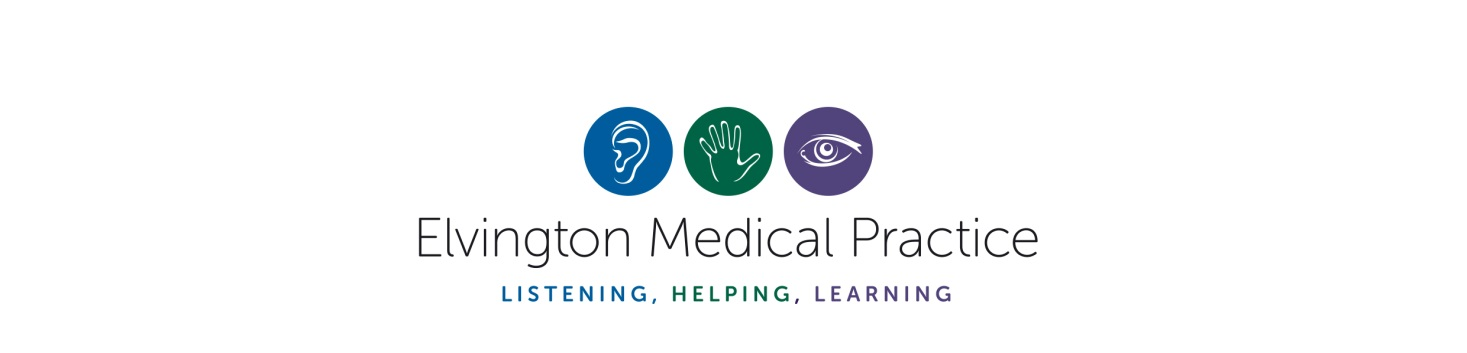 Elvington Medical Practice
LISTENING, HELPING, LEARNING